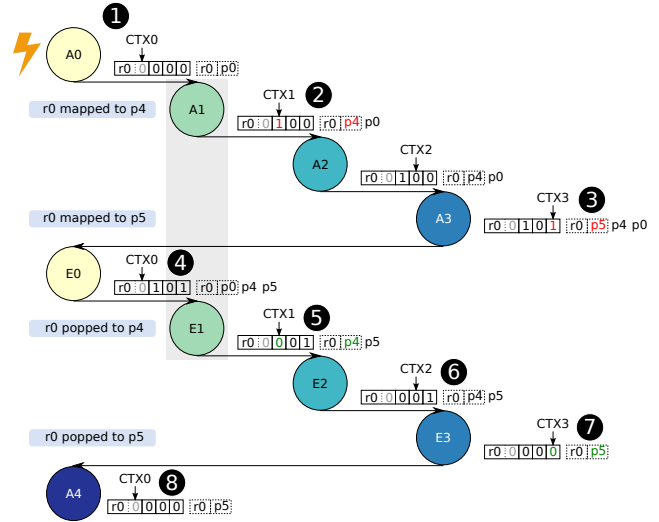 1
A0
CTX0
r0 0 0 0 0 r0 p0
r0 mapped to p4
A1
CTX1
2
r0 0 1 0 0 r0 p4 p0
A2
CTX2
r0 0 1 0 0 r0 p4 p0
r0 mapped to p5
A3
CTX3
3
r0 0 1 0 1 r0 p5 p4 p0
E0
CTX0
4
r0 0 1 0 1 r0 p0 p4 p5
r0 popped to p4
E1
CTX1
5
r0 0 0 0 1 r0 p4 p5
E2
CTX2
6
r0 0 0 0 1 r0 p4 p5
r0 popped to p5
E3
CTX3
7
r0 0 0 0 0 r0 p5
A4
CTX0
8
r0 0 0 0 0 r0 p5